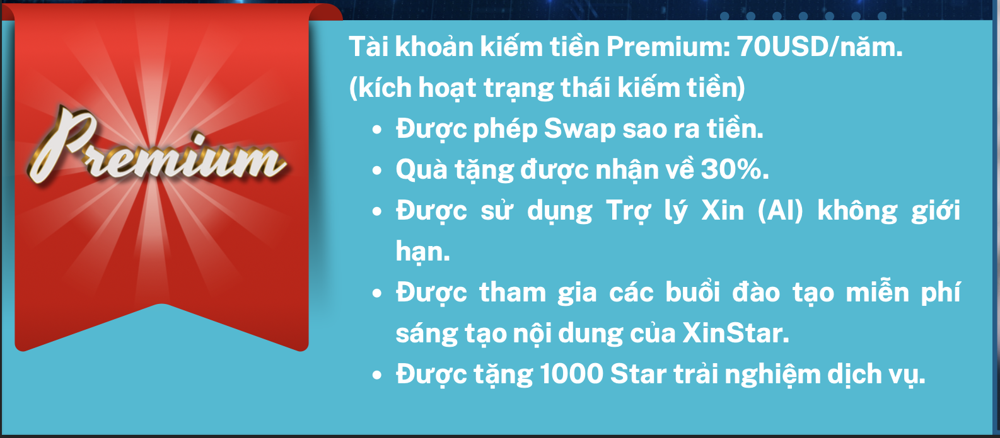 Premium
Tài khoản kiếm tiền Premium: 70USD/năm.
(kích hoạt trạng thái kiếm tiền)
• Được phép Swap sao ra tiền.
• Quà tặng được nhận về 30%.
• Được sử dụng Trợ lý Xin (AI) không giới
hạn.
• Được tham gia các buổi đào tạo miễn phí
sáng tạo nội dung của XinStar.
• Được tặng 1000 Star trải nghiệm dịch vụ.